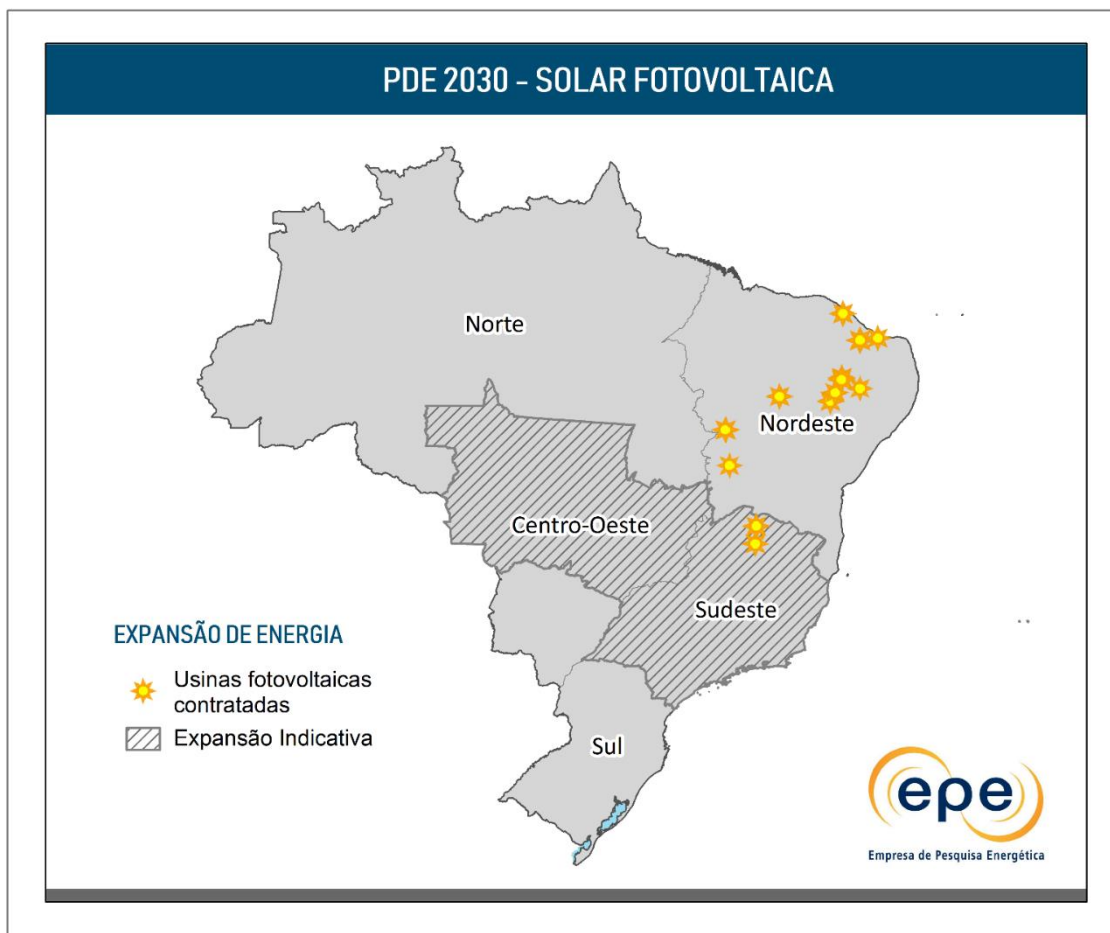 PDE 2030 - SOLAR FOTOVOLTAICA
Norte
Nordeste
Centro-Oeste
Sudeste
Sul
EXPANSÃO DE ENERGIA
Usinas fotovoltaicas
contratadas
Expansão Indicativa
epe
Empresa de Pesquisa Energética